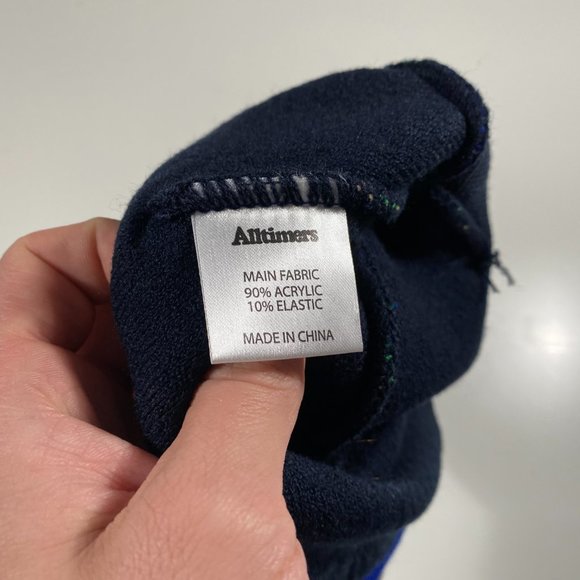 Alltimers
MAIN FABRIC
90% ACRYLIC
10% ELASTIC
MADE IN CHINA